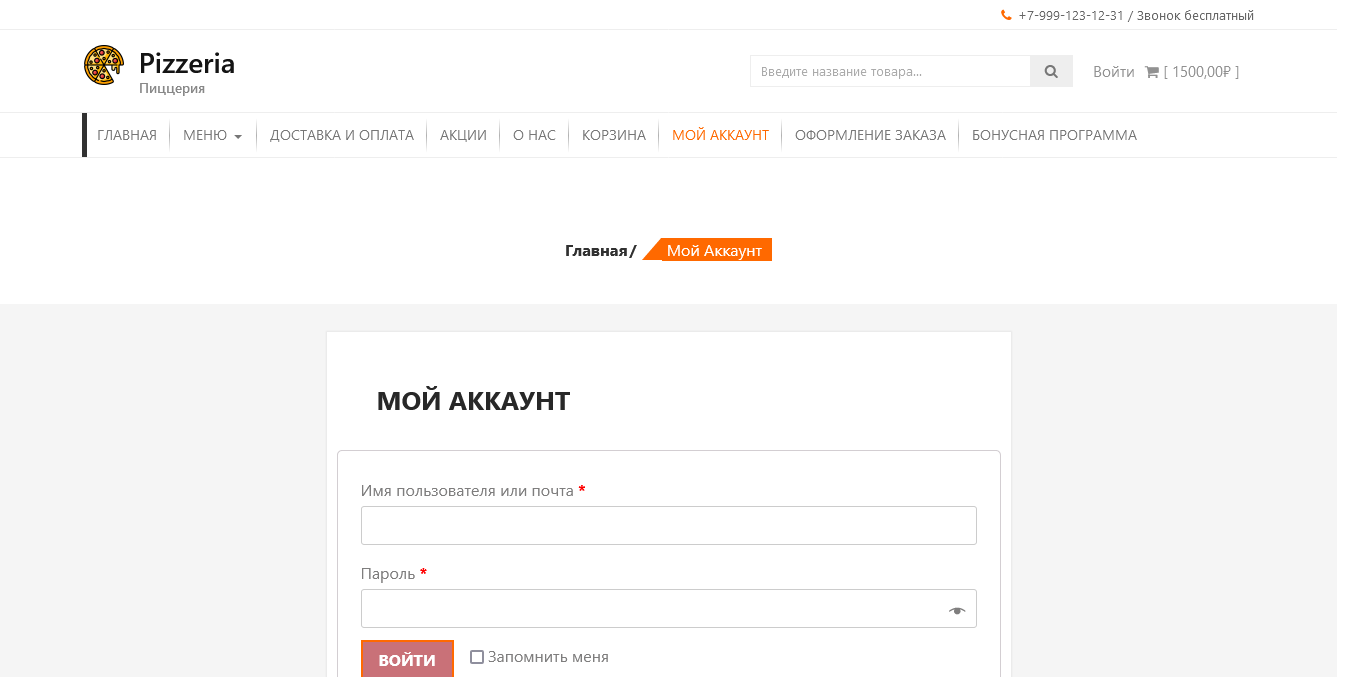 +7-999-123-12-31 / Звонок бесплатный
Pizzeria
Пиццерия
Введите название товара...
Войти [ 1500,00₽ ]
ГЛАВНАЯ МЕНЮ ДОСТАВКА И ОПЛАТА АКЦИИ О НАС КОРЗИНА МОЙ АККАУНТ ОФОРМЛЕНИЕ ЗАКАЗА БОНУСНАЯ ПРОГРАММА
Главная / Мой Аккаунт
МОЙ АККАУНТ
Имя пользователя или почта *
Пароль *
ВОЙТИ Запомнить меня